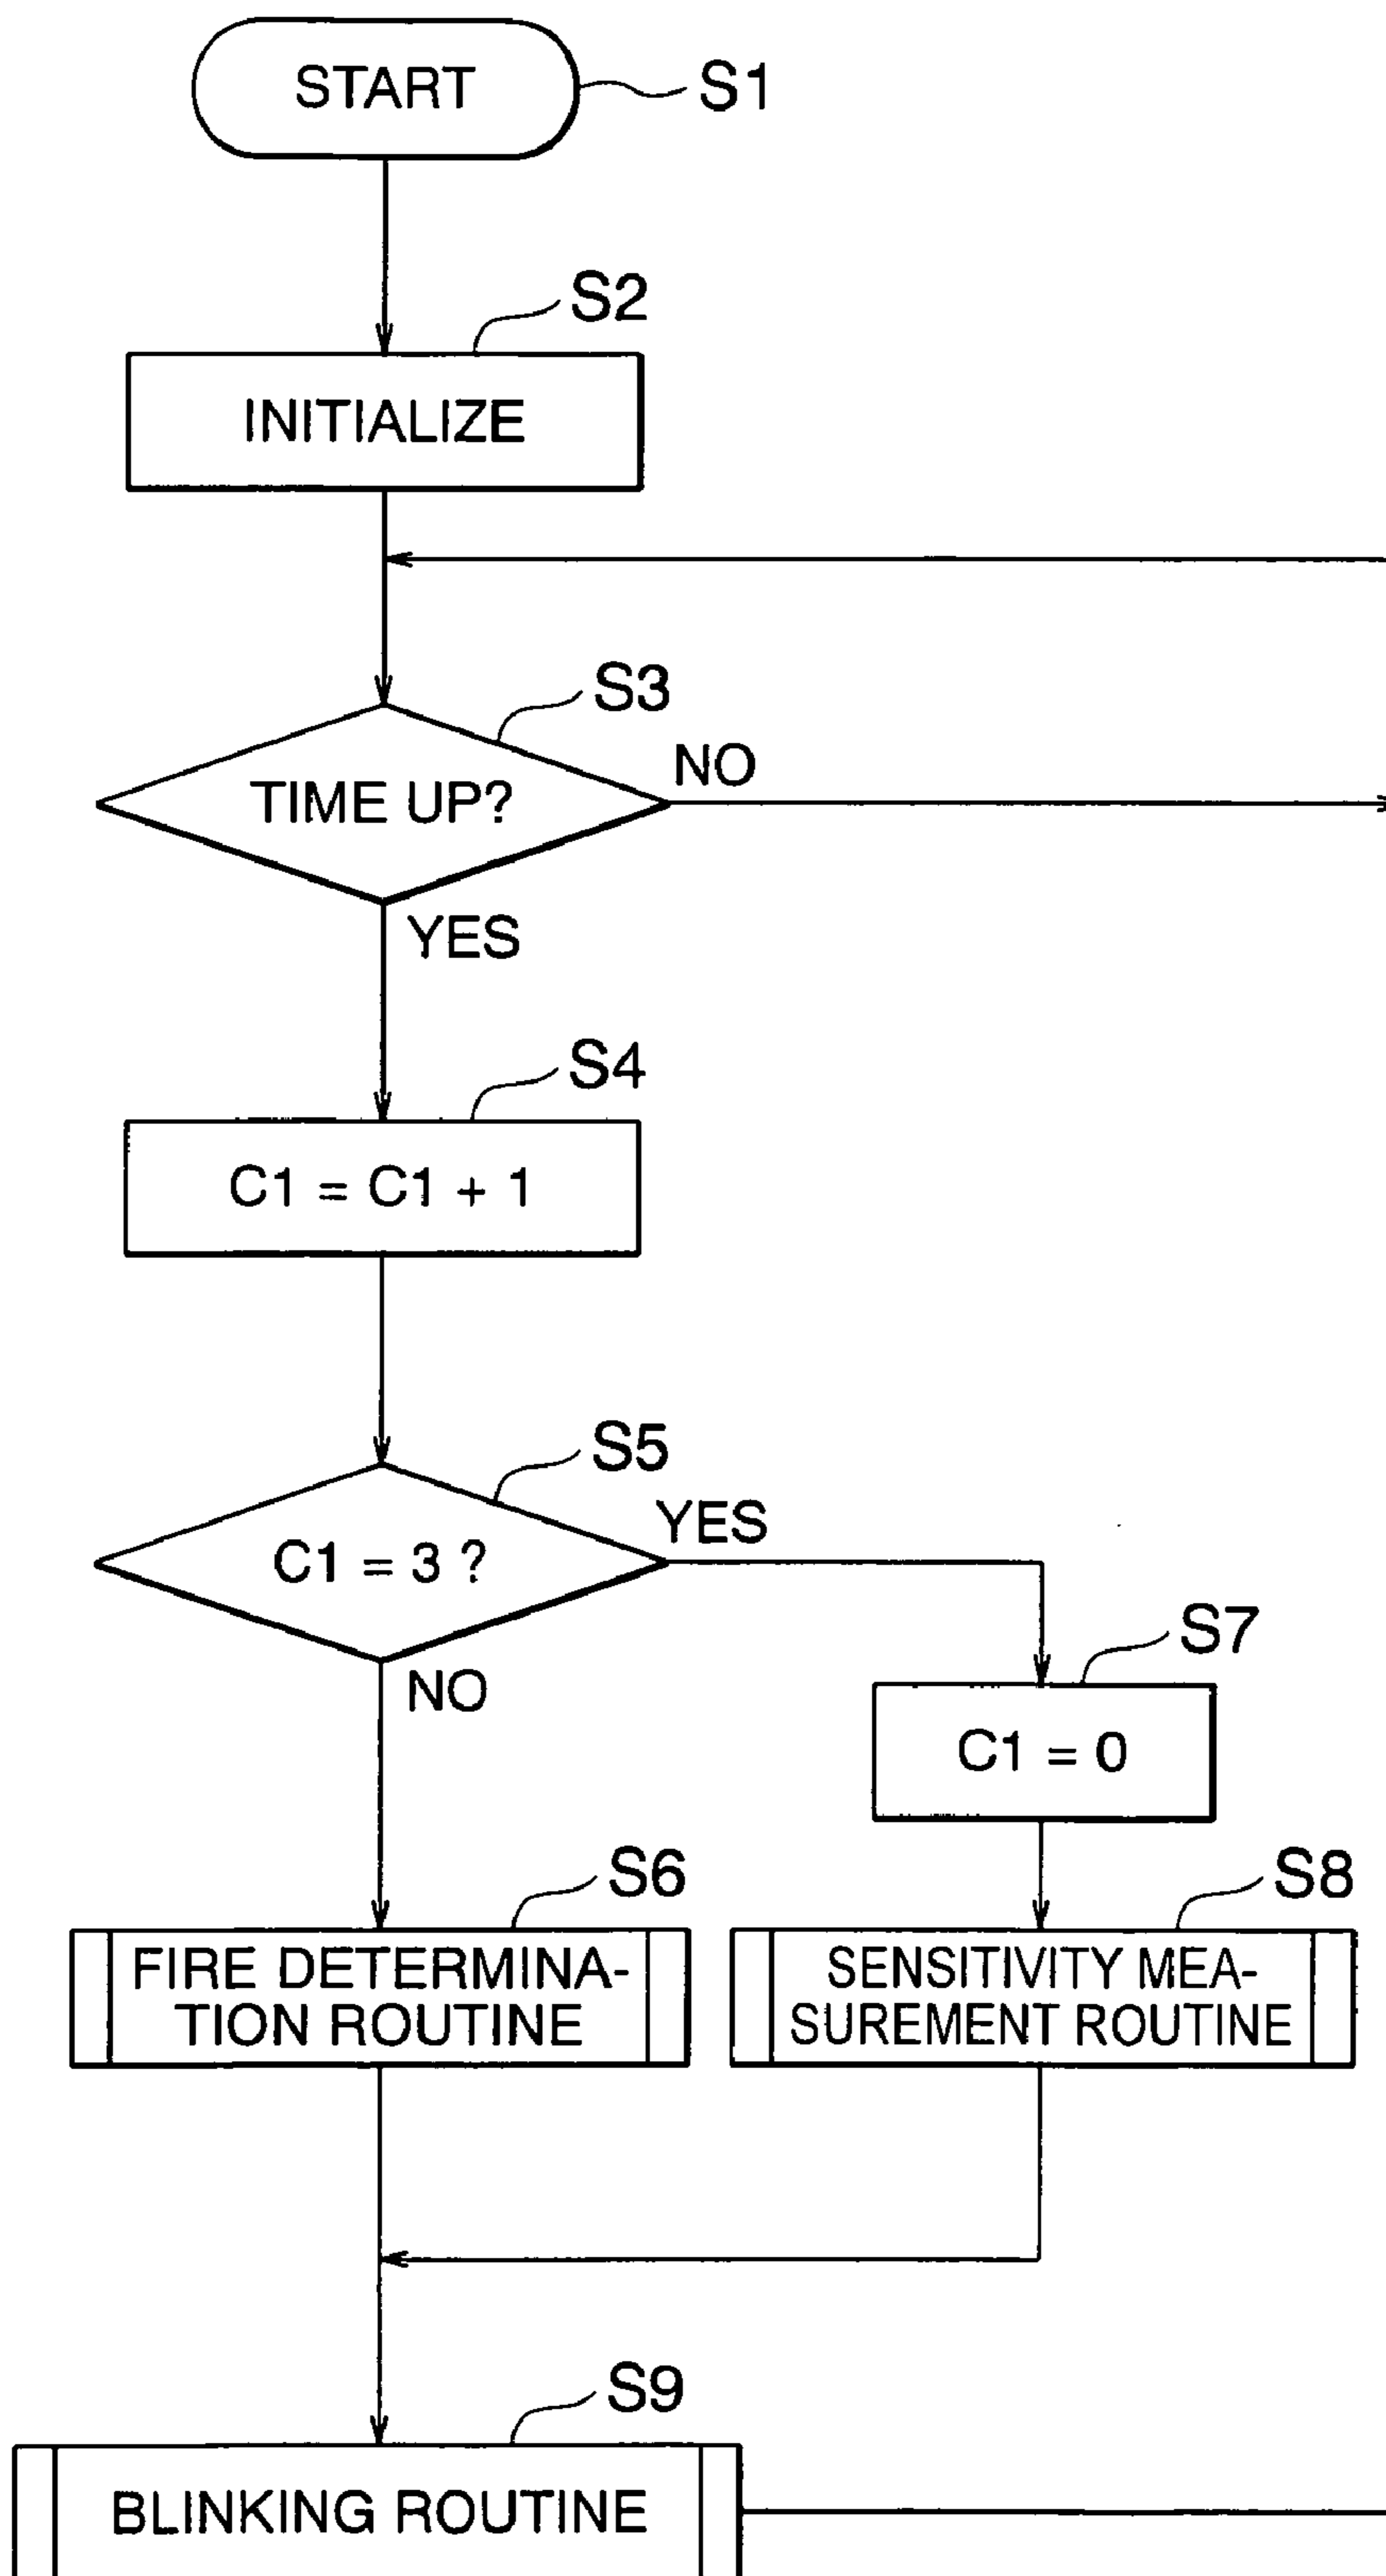 START
S1
S2
INITIALIZE
S3
TIME UP?
NO
YES
S4
C1 = C1 + 1
S5
C1 = 3 ?
YES
NO
S7
C1 = 0
S6
FIRE DETERMINA-
TION ROUTINE
S8
SENSITIVITY MEA-
SUREMENT ROUTINE
S9
BLINKING ROUTINE